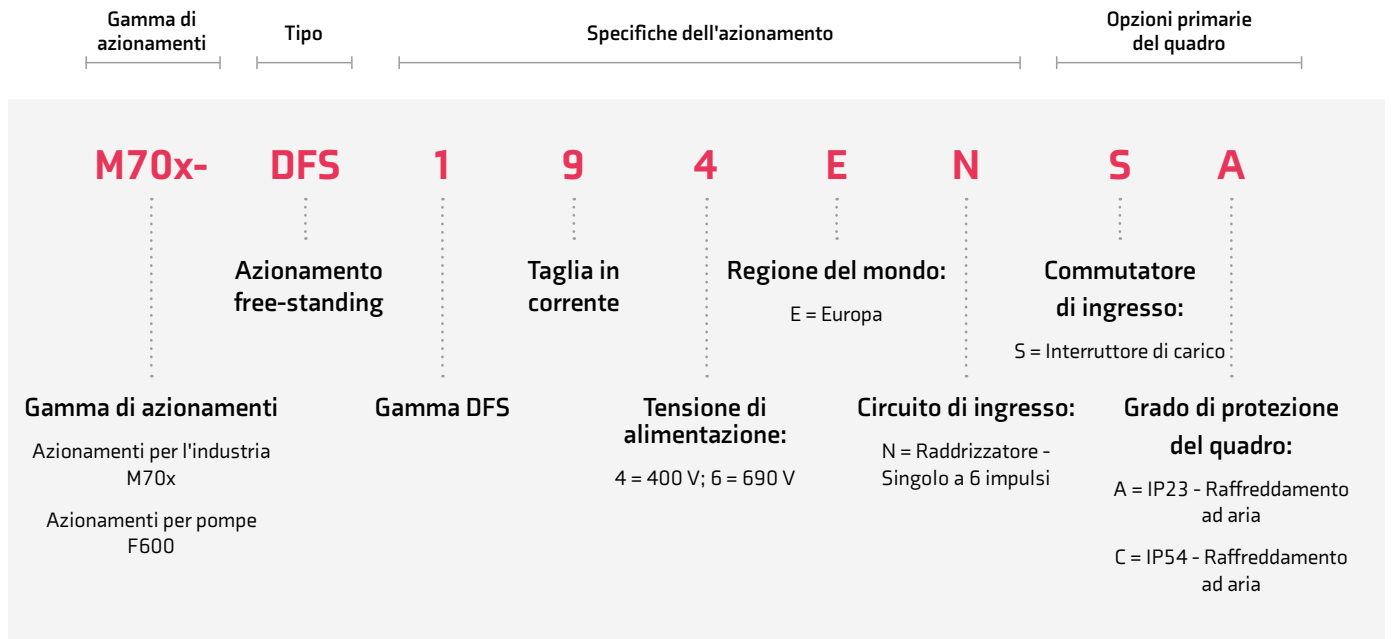 Gamma di
azionamenti
Tipo
Specifiche dell'azionamento
Opzioni primarie
del quadro
M70x- DFS 1 9 4 E N S A
Azionamento
free-standing
Taglia in
corrente
Regione del mondo:
E = Europa
Commutatore
di ingresso:
S = Interruttore di carico
Gamma di azionamenti
Azionamenti per l'industria
M70x
Azionamenti per pompe
F600
Gamma DFS
Tensione di
alimentazione:
4 = 400 V; 6 = 690 V
Circuito di ingresso:
N = Raddrizzatore -
Singolo a 6 impulsi
Grado di protezione
del quadro:
A = IP23 - Raffreddamento
ad aria
C = IP54 - Raffreddamento
ad aria